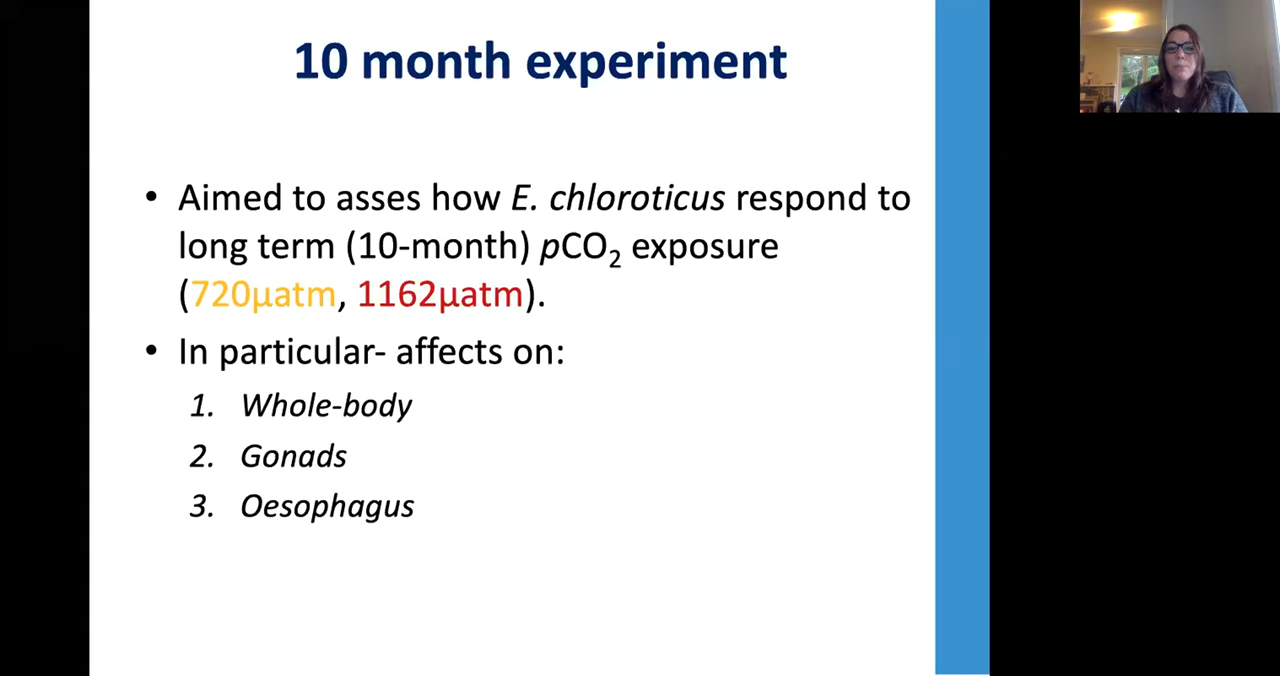 10 month experiment
• Aimed to asses how E. chloroticus respond to
long term (10-month) pCO₂ exposure
(720µatm, 1162µatm).
• In particular- affects on:
1. Whole-body
2. Gonads
3. Oesophagus